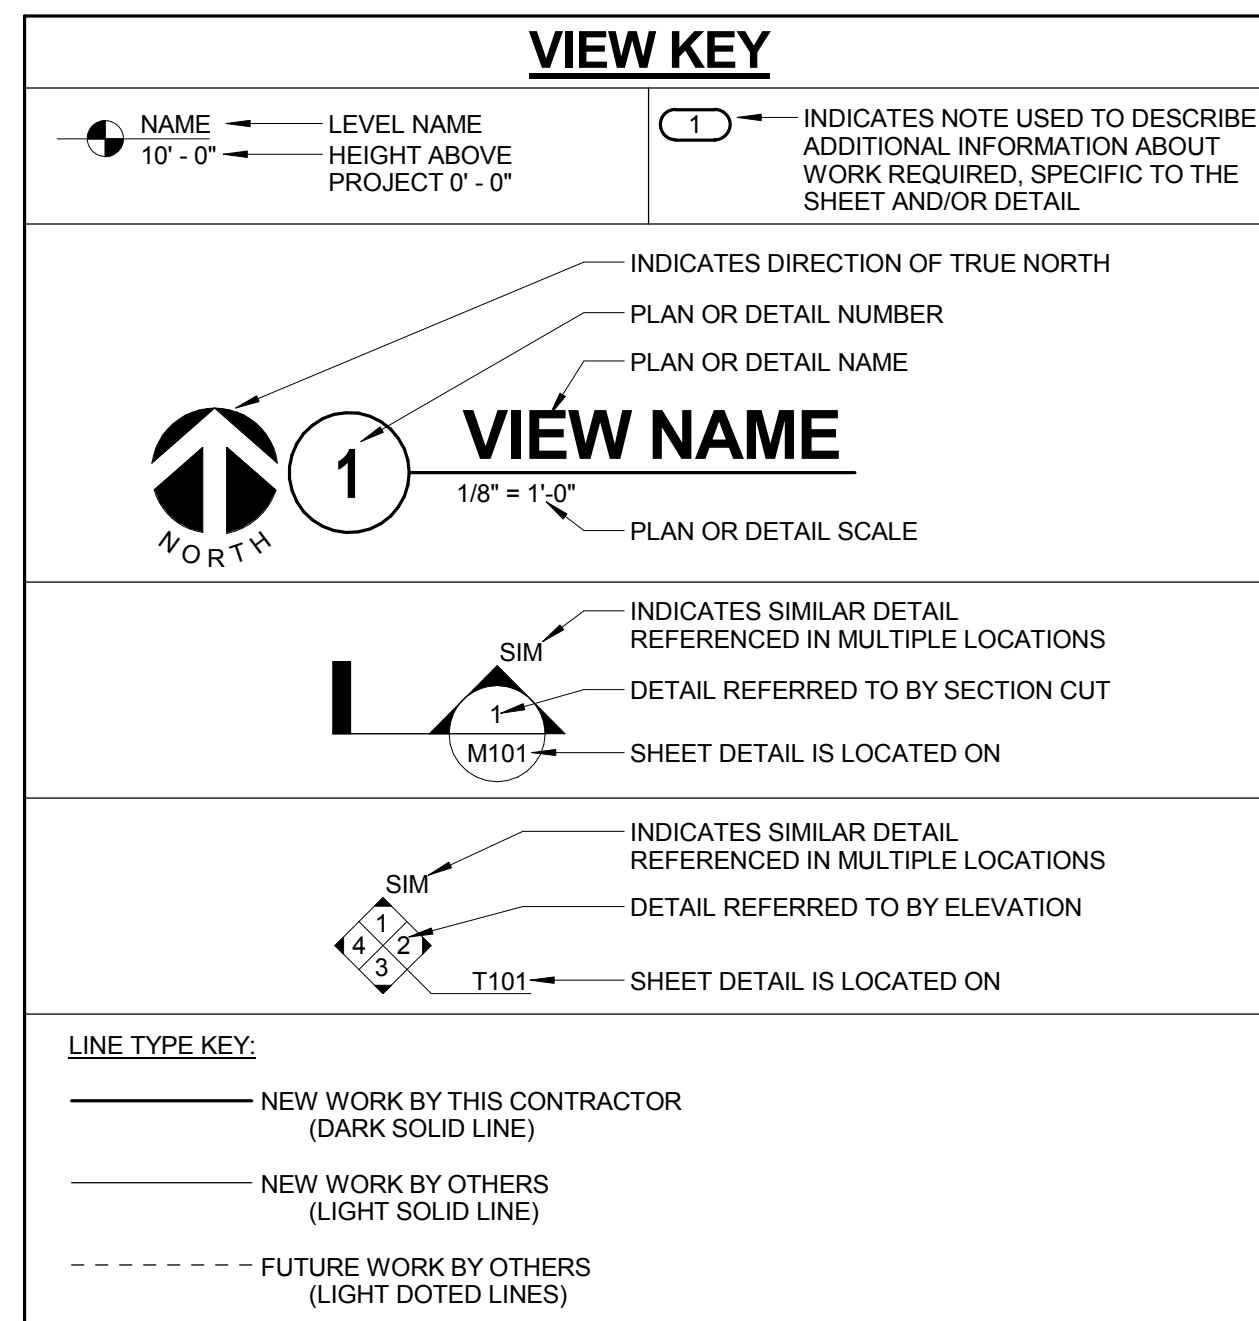 VIEW KEY
NAME
LEVEL NAME
10' - 0"
HEIGHT ABOVE
PROJECT 0' - 0"
1
INDICATES NOTE USED TO DESCRIBE
ADDITIONAL INFORMATION ABOUT
WORK REQUIRED, SPECIFIC TO THE
SHEET AND/OR DETAIL
INDICATES DIRECTION OF TRUE NORTH
PLAN OR DETAIL NUMBER
PLAN OR DETAIL NAME
NORTH
1
VIEW NAME
1/8" = 1'-0"
PLAN OR DETAIL SCALE
INDICATES SIMILAR DETAIL
REFERENCED IN MULTIPLE LOCATIONS
SIM
1
DETAIL REFERRED TO BY SECTION CUT
M101
SHEET DETAIL IS LOCATED ON
INDICATES SIMILAR DETAIL
REFERENCED IN MULTIPLE LOCATIONS
SIM
1
DETAIL REFERRED TO BY ELEVATION
4 2
3
T101
SHEET DETAIL IS LOCATED ON
LINE TYPE KEY:
NEW WORK BY THIS CONTRACTOR
(DARK SOLID LINE)
NEW WORK BY OTHERS
(LIGHT SOLID LINE)
FUTURE WORK BY OTHERS
(LIGHT DOTED LINES)